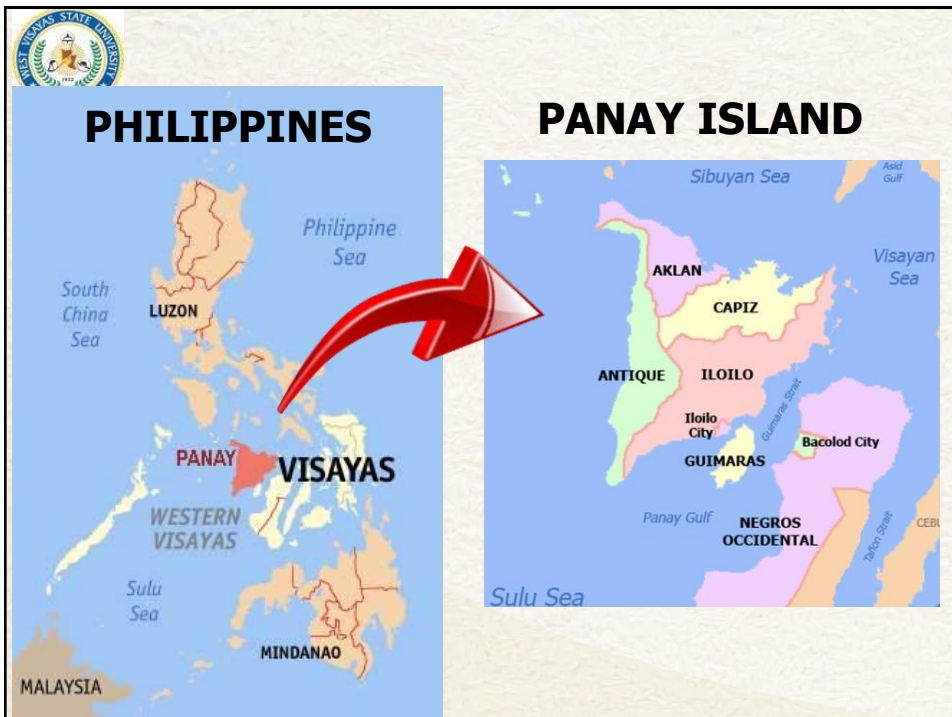 WEST VISAYAS STATE UNIVERSITY
PHILIPPINES
Philippine
Sea
South
China
Sea
LUZON
PANAY
VISAYAS
WESTERN
VISAYAS
Sulu
Sea
MINDANAO
MALAYSIA
PANAY ISLAND
Sibuyan Sea
Asid
Gulf
Visayan
Sea
AKLAN
CAPIZ
ANTIQUE
ILOILO
Iloilo
City
Guimaras Strait
Bacolod City
GUIMARAS
Panay Gulf
NEGROS
OCCIDENTAL
Tañon Strait
CEBU
Sulu Sea